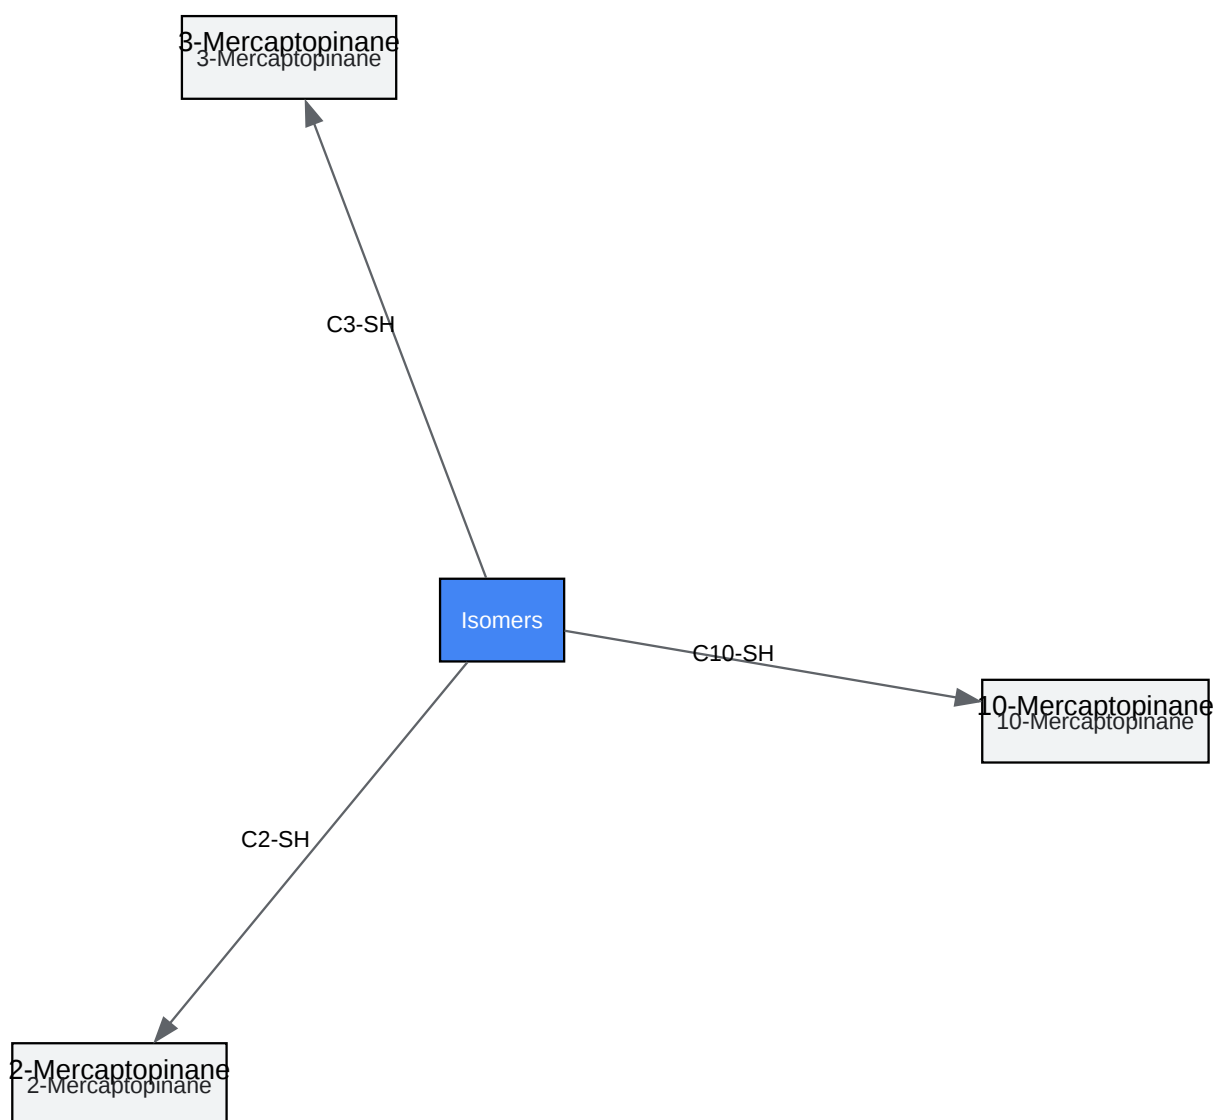 3-Mercaptopinane
3-Mercaptopinane
C3-SH
Isomers
C10-SH
10-Mercaptopinane
10-Mercaptopinane
C2-SH
2-Mercaptopinane
2-Mercaptopinane